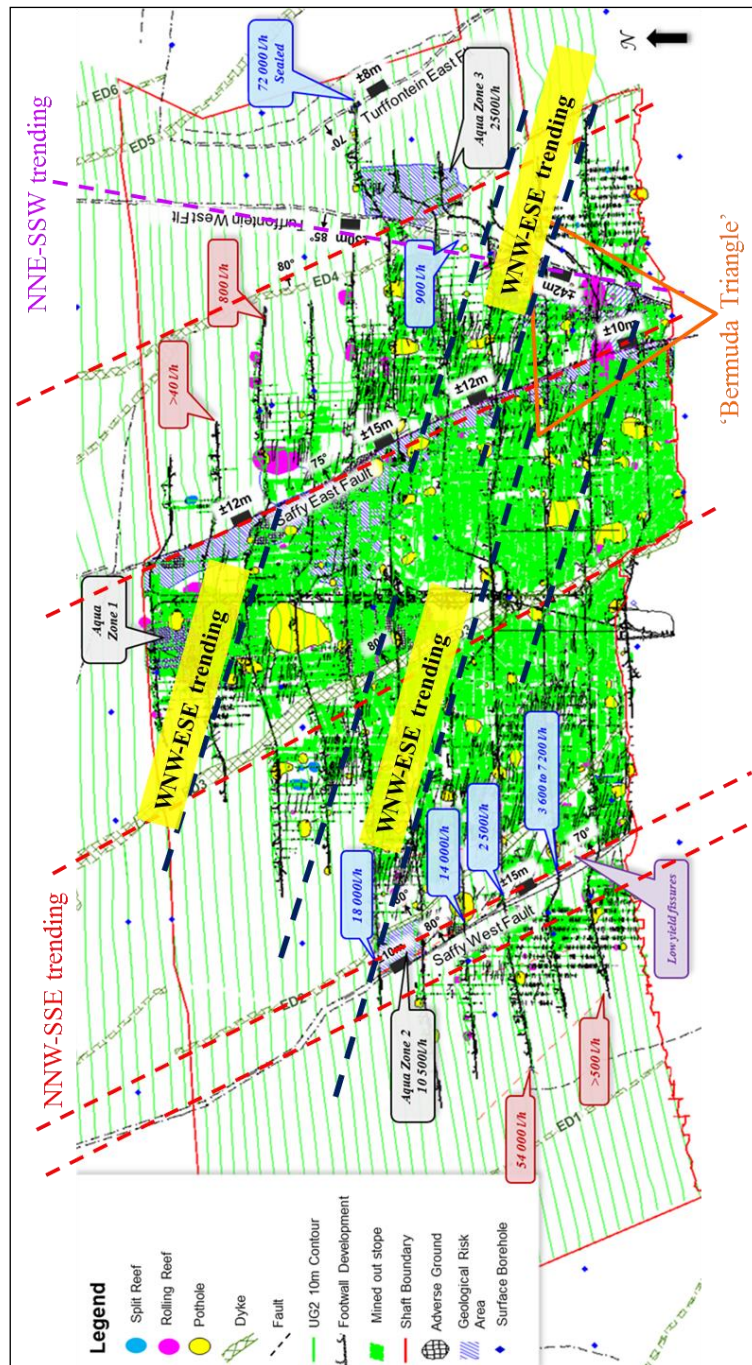 NNW-SSE trending
NNE-SSW trending
WNW-ESE trending
WNW-ESE trending
WNW-ESE trending
'Bermuda Triangle'
N
72 000 l/h
Sealed
±8m
70°
Turffontein East Fl
ED6
ED5
Aqua Zone 3
2500l/h
Turffontein West Flt
±30m
85°
900 l/h
±42m
±10m
80°
ED4
800 l/h
>40 l/h
±12m
±15m
75°
±12m
Saffy East Fault
Aqua
Zone 1
80°
18 000l/h
14 000l/h
2 500l/h
3 600 to 7 200l/h
±15m
70°
80°
±10m
Saffy West Fault
ED2
Low yield fissures
Aqua Zone 2
10 500l/h
54 000 l/h
>500 l/h
ED1
Legend
Split Reef
Rolling Reef
Pothole
Dyke
Fault
UG2 10m Contour
Footwall Development
Mined out stope
Shaft Boundary
Adverse Ground
Geological Risk
Area
Surface Borehole